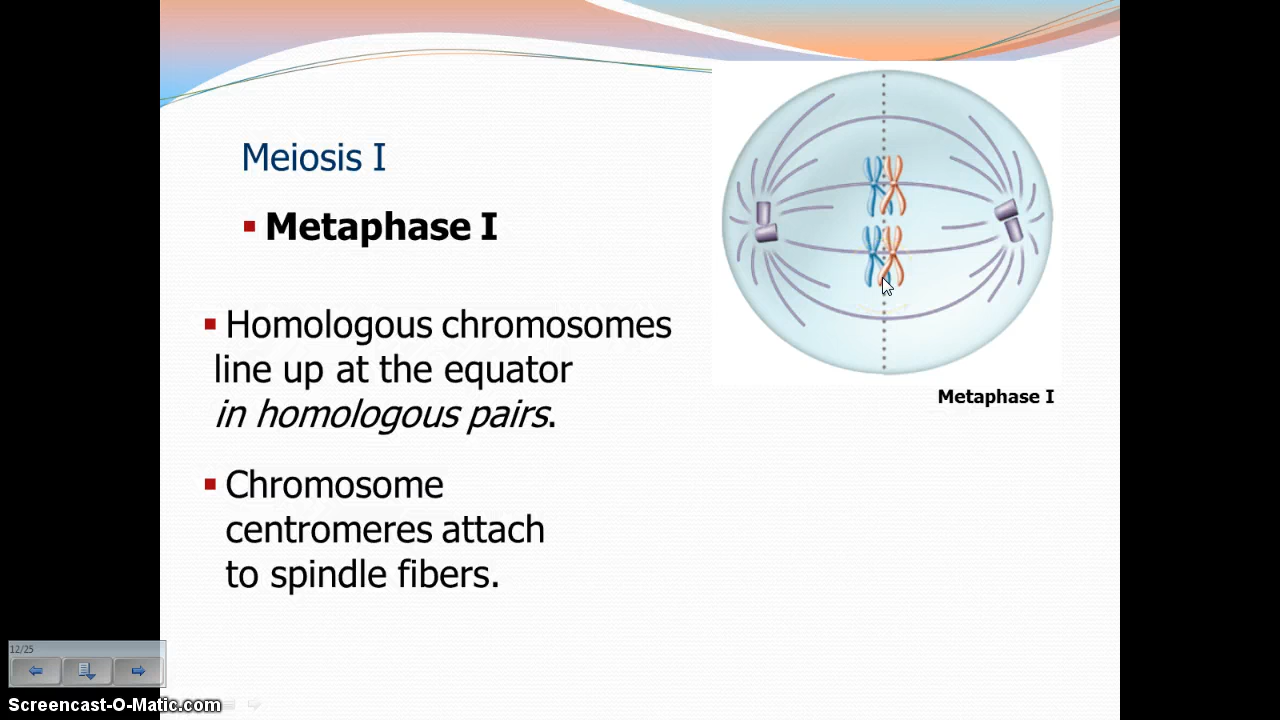 Meiosis I
Metaphase I
Homologous chromosomes
line up at the equator
in homologous pairs.
Chromosome
centromeres attach
to spindle fibers.
Metaphase I
12/25
Screencast-O-Matic.com